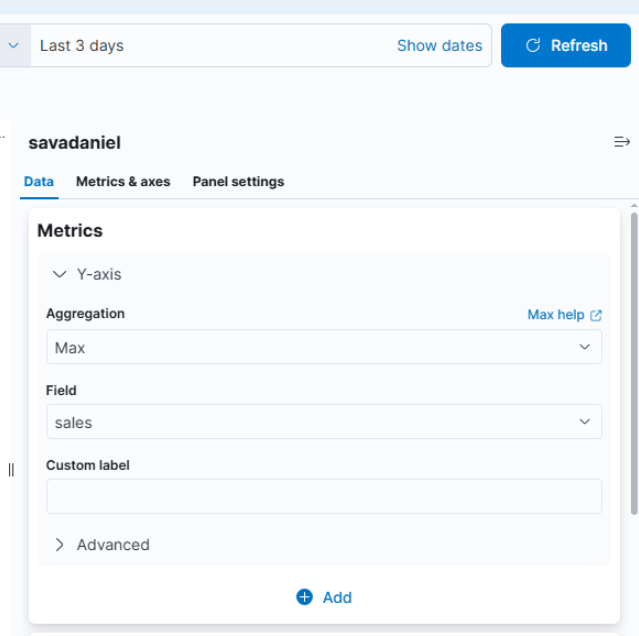 Last 3 days Show dates Refresh
savadaniel
Data Metrics & axes Panel settings
Metrics
Y-axis
Aggregation Max help
Max
Field
sales
Custom label
Advanced
Add